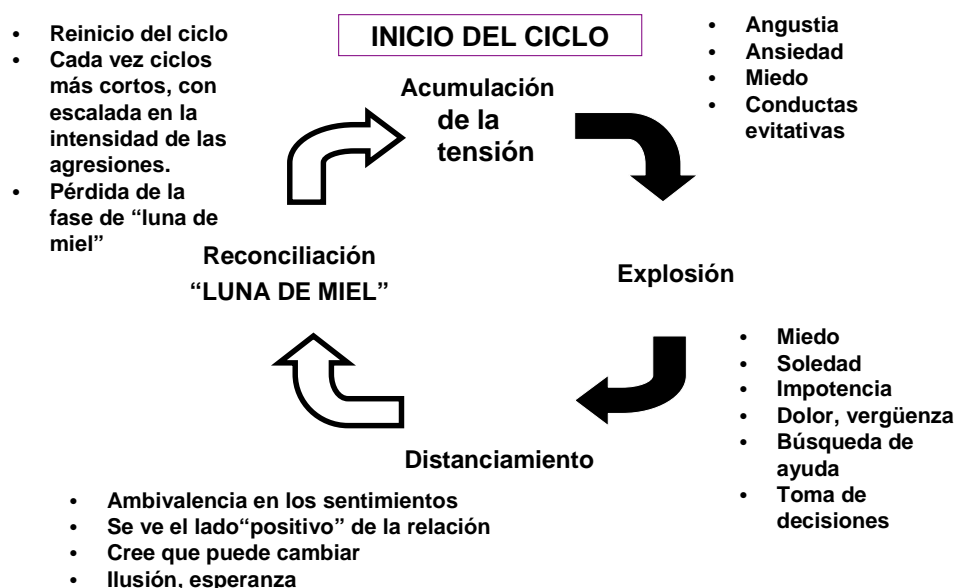 INICIO DEL CICLO
Acumulación
de la
tensión
• Angustia
• Ansiedad
• Miedo
• Conductas
evitativas
Explosión
• Miedo
• Soledad
• Impotencia
• Dolor, vergüenza
• Búsqueda de
ayuda
• Toma de
decisiones
Distanciamiento
• Ambivalencia en los sentimientos
• Se ve el lado“positivo” de la relación
• Cree que puede cambiar
• Ilusión, esperanza
Reconciliación
“LUNA DE MIEL”
• Reinicio del ciclo
• Cada vez ciclos
más cortos, con
escalada en la
intensidad de las
agresiones.
• Pérdida de la
fase de “luna de
miel”